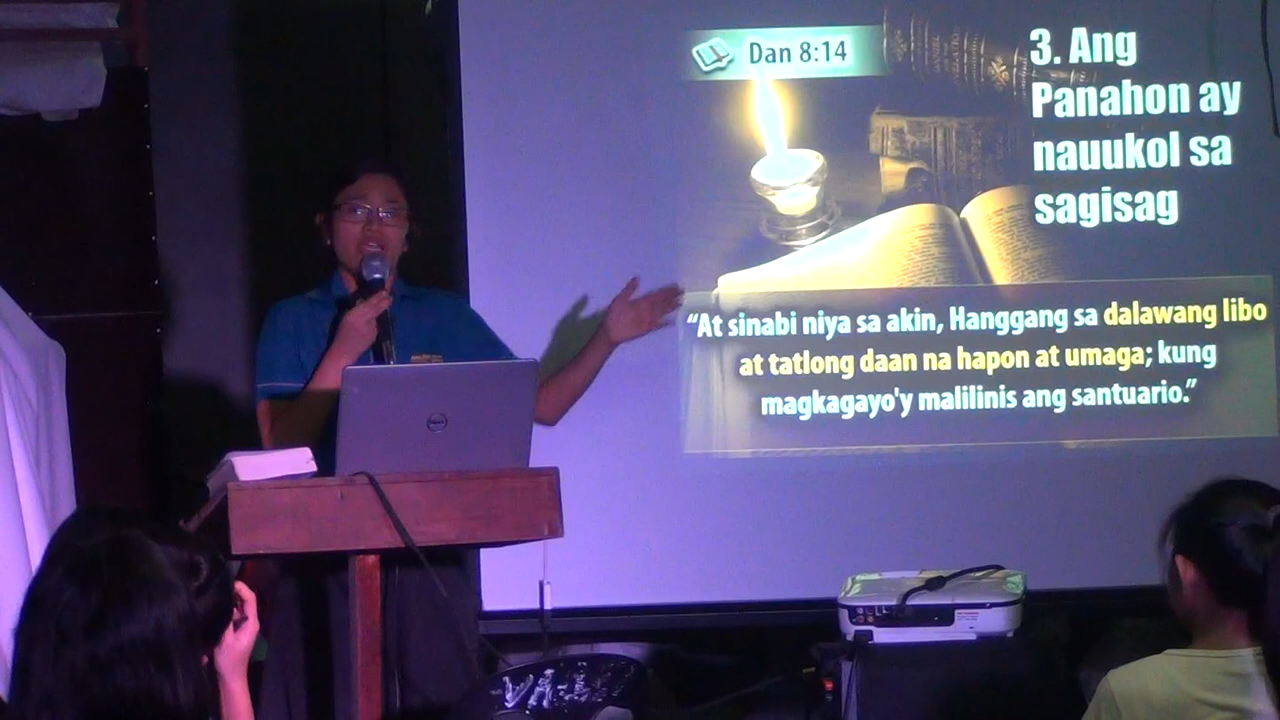 Dan 8:14
3. Ang
Panahon ay
nauukol sa
sagisag
“At sinabi niya sa akin, Hanggang sa dalawang libo
at tatlong daan na hapon at umaga; kung
magkagayo'y malilinis ang santuario.”
DELL